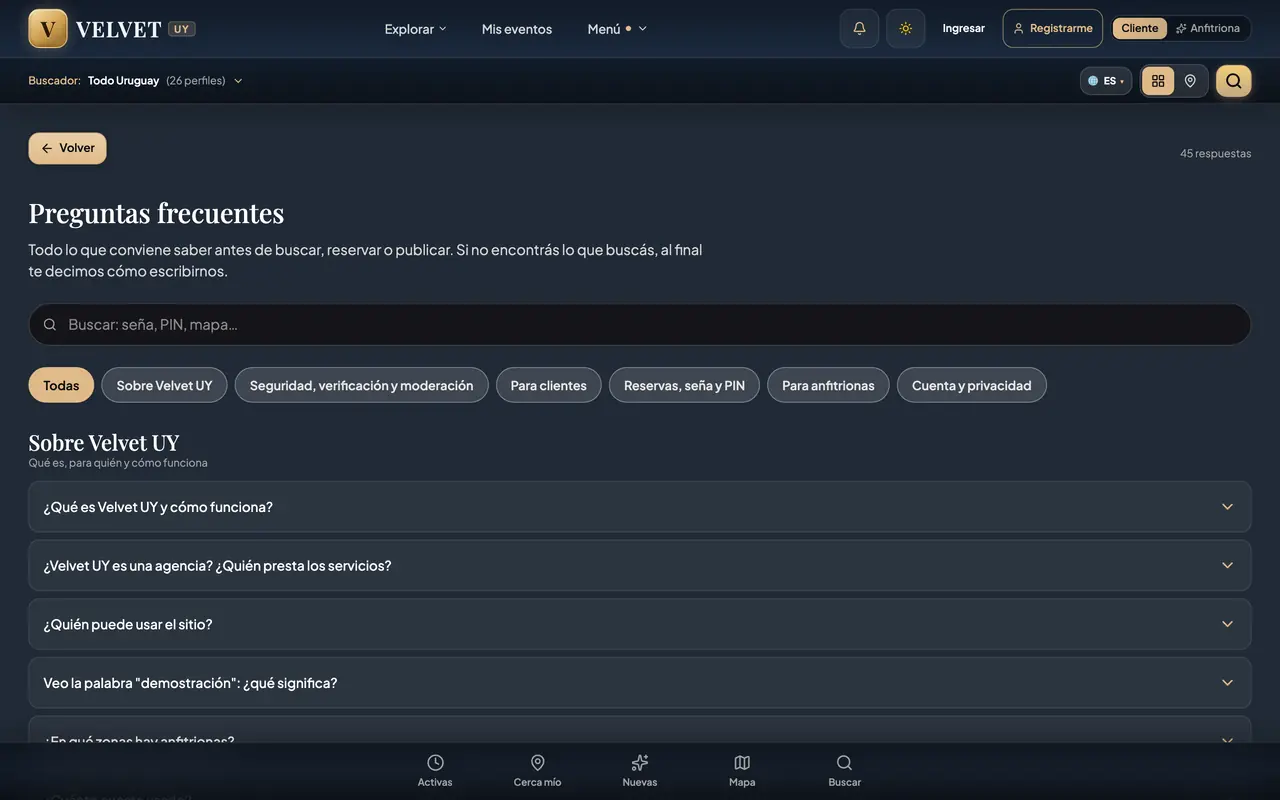 V VELVET UY
Explorar
Mis eventos
Menú
Ingresar
Registrarme
Cliente
Anfitriona
Buscador: Todo Uruguay (26 perfiles)
ES
Volver
45 respuestas
Preguntas frecuentes
Todo lo que conviene saber antes de buscar, reservar o publicar. Si no encontrás lo que buscás, al final
te decimos cómo escribirnos.
Buscar: seña, PIN, mapa…
Todas
Sobre Velvet UY
Seguridad, verificación y moderación
Para clientes
Reservas, seña y PIN
Para anfitrionas
Cuenta y privacidad
Sobre Velvet UY
Qué es, para quién y cómo funciona
¿Qué es Velvet UY y cómo funciona?
¿Velvet UY es una agencia? ¿Quién presta los servicios?
¿Quién puede usar el sitio?
Veo la palabra "demostración": ¿qué significa?
¿En qué zonas hay anfitrionas?
Activas
Cerca mío
Nuevas
Mapa
Buscar